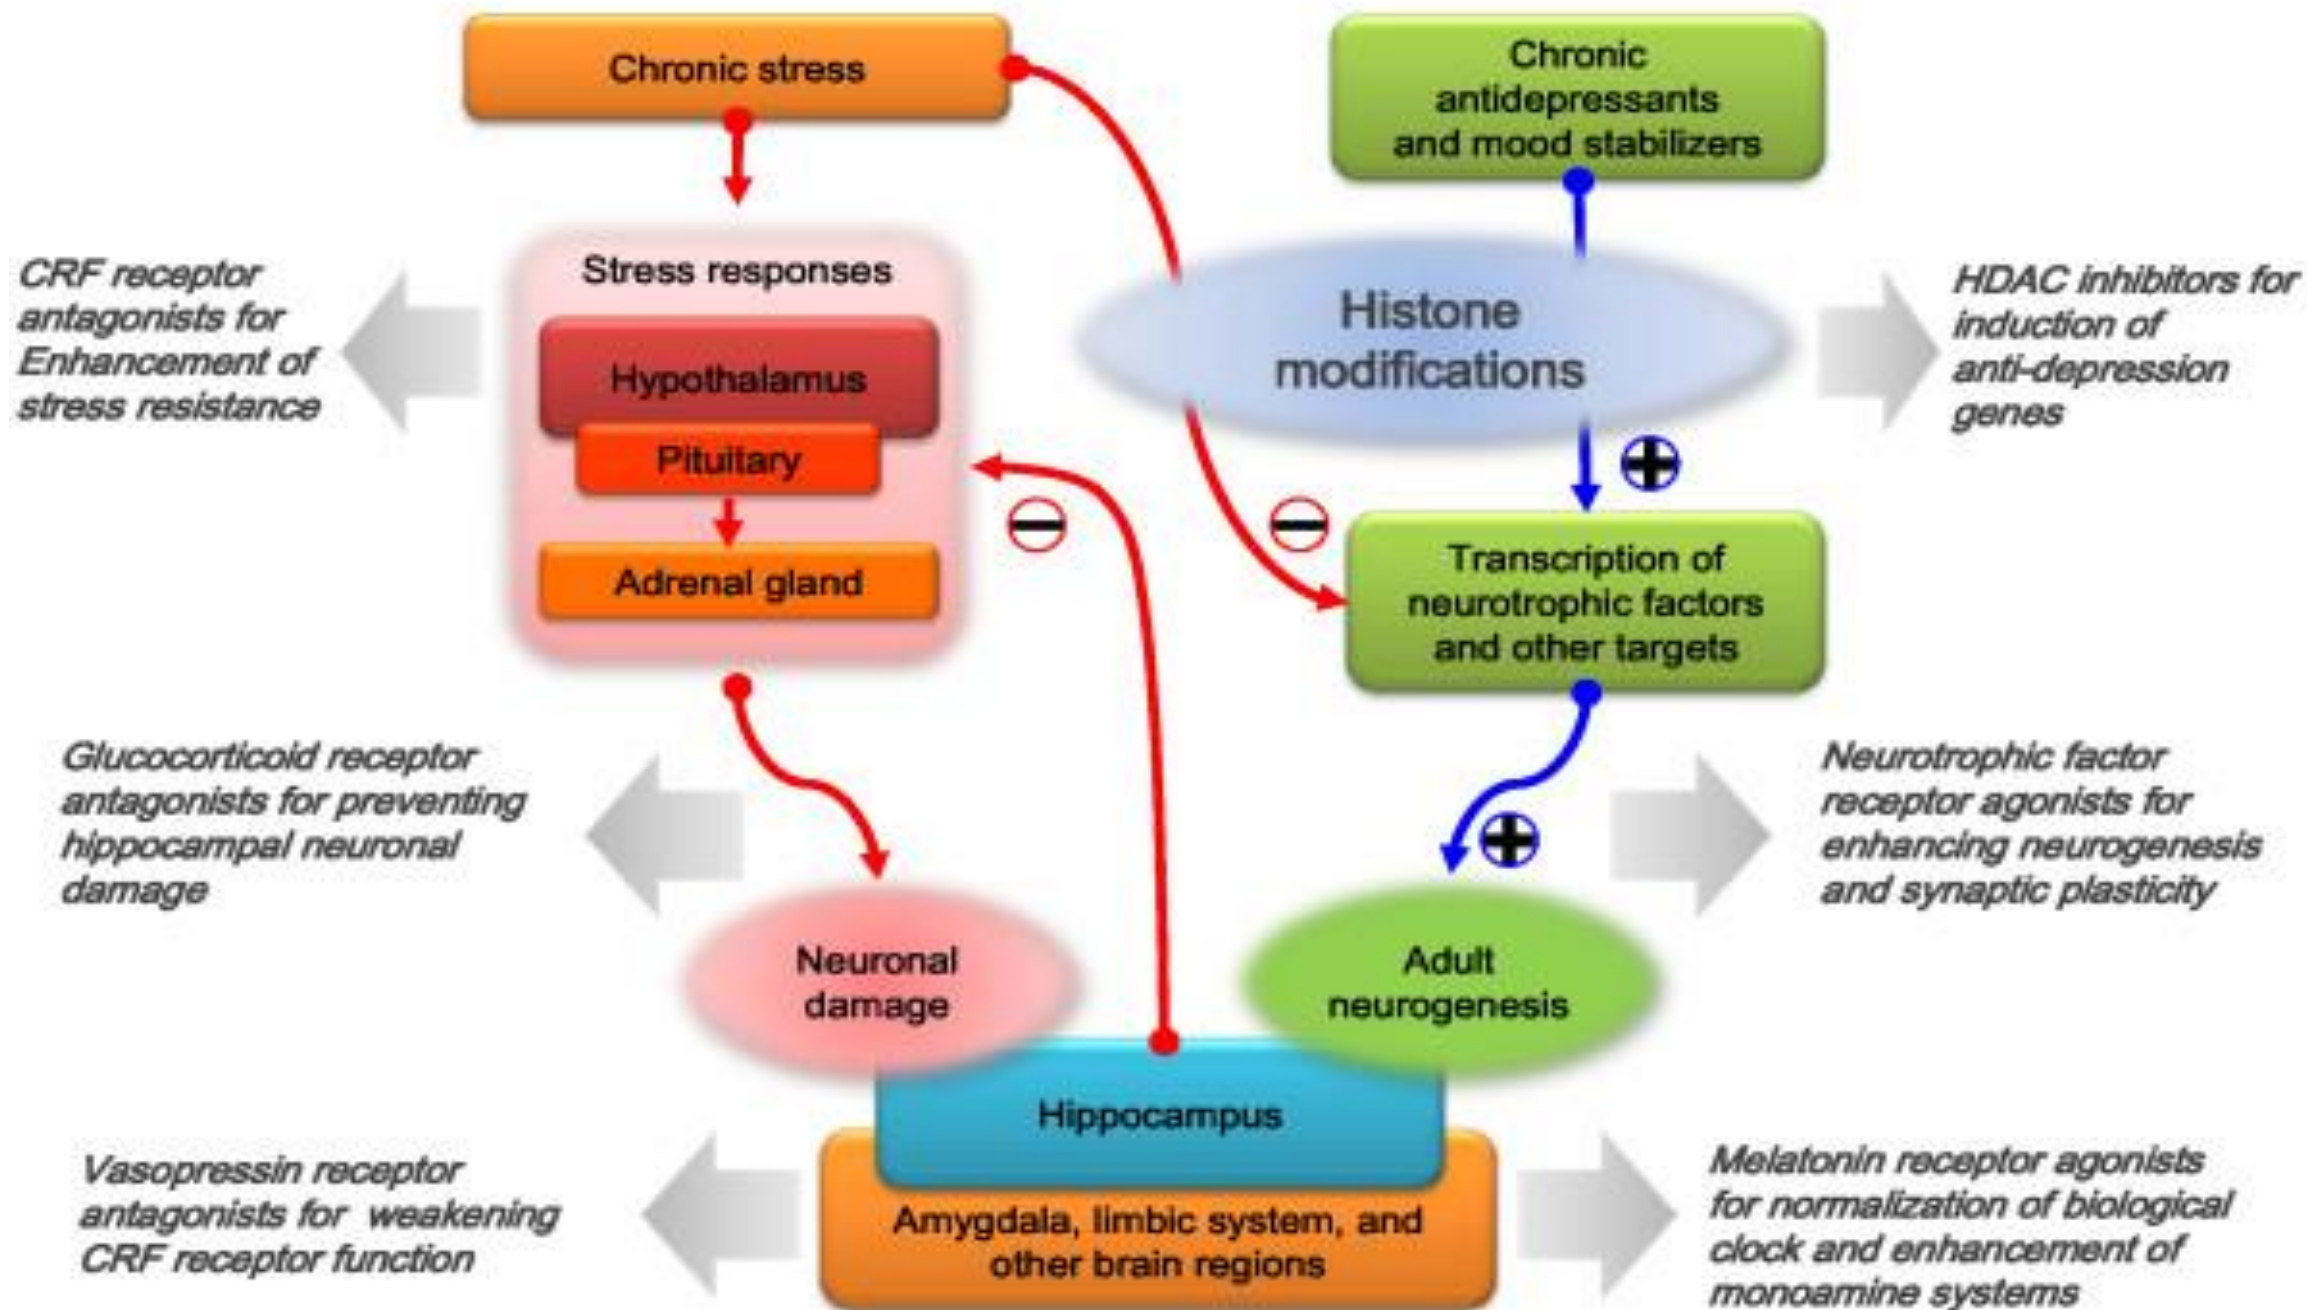 Chronic stress
Chronic
antidepressants
and mood stabilizers
CRF receptor
antagonists for
Enhancement of
stress resistance
Stress responses
Hypothalamus
Pituitary
Adrenal gland
Histone
modifications
HDAC inhibitors for
induction of
anti-depression
genes
Transcription of
neurotrophic factors
and other targets
Glucocorticoid receptor
antagonists for preventing
hippocampal neuronal
damage
Neurotrophic factor
receptor agonists for
enhancing neurogenesis
and synaptic plasticity
Neuronal
damage
Adult
neurogenesis
Hippocampus
Vasopressin receptor
antagonists for weakening
CRF receptor function
Amygdala, limbic system, and
other brain regions
Melatonin receptor agonists
for normalization of biological
clock and enhancement of
monoamine systems